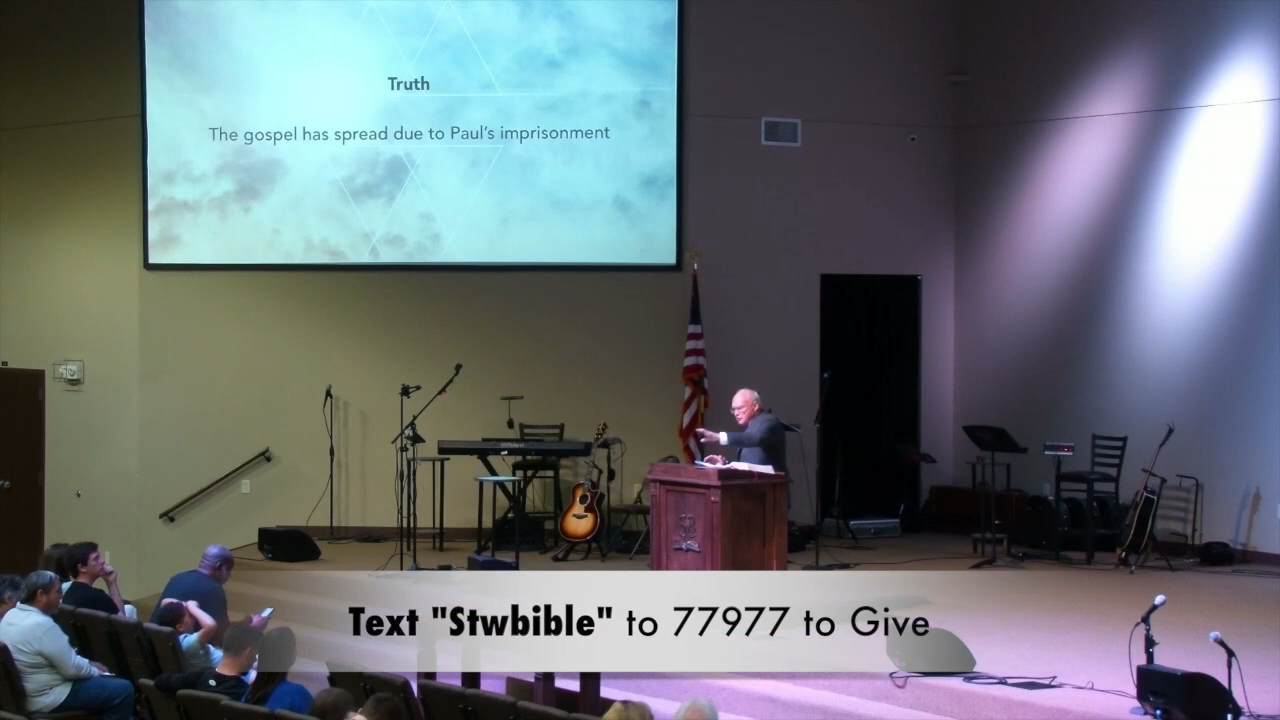 Truth
The gospel has spread due to Paul's imprisonment
Text "Stwbible" to 77977 to Give